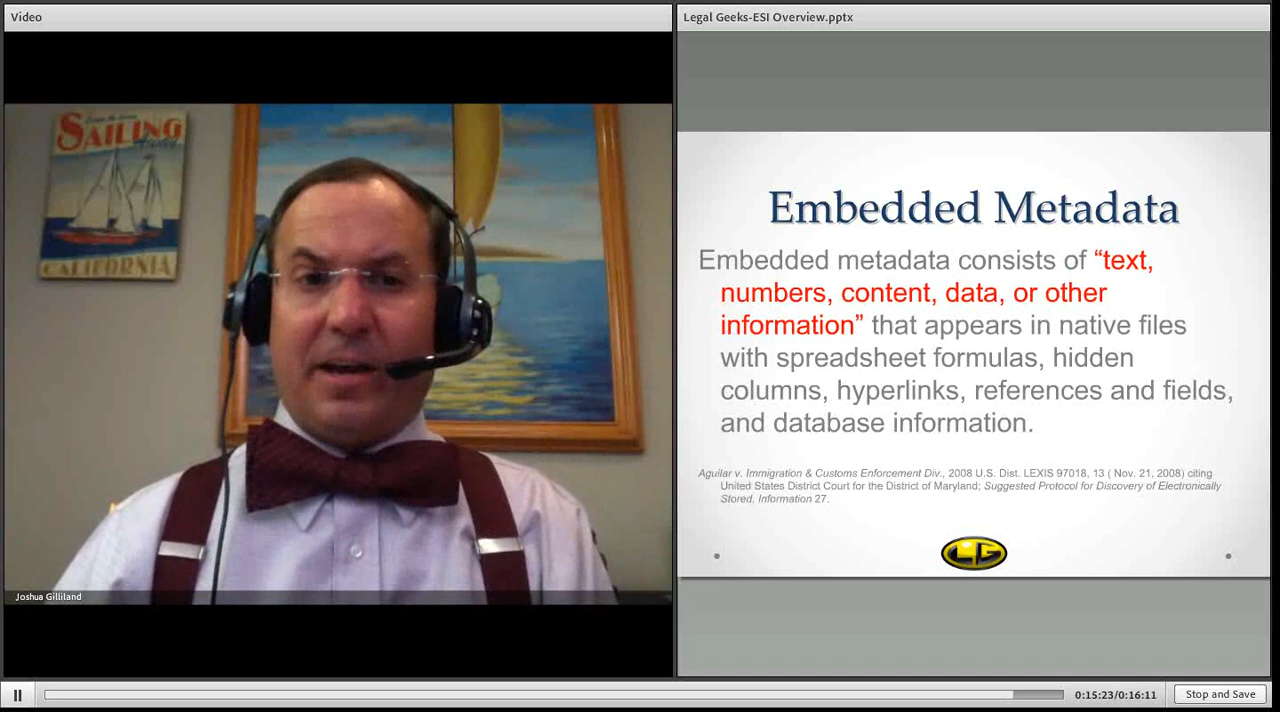 Video
SAILING
CALIFORNIA
Joshua Gilliland
Legal Geeks-ESI Overview.pptx
Embedded Metadata
Embedded metadata consists of “text,
numbers, content, data, or other
information” that appears in native files
with spreadsheet formulas, hidden
columns, hyperlinks, references and fields,
and database information.
Aguilar v. Immigration & Customs Enforcement Div., 2008 U.S. Dist. LEXIS 97018, 13 ( Nov. 21, 2008) citing
United States District Court for the District of Maryland; Suggested Protocol for Discovery of Electronically
Stored. Information 27.
LG
0:15:23/0:16:11
Stop and Save